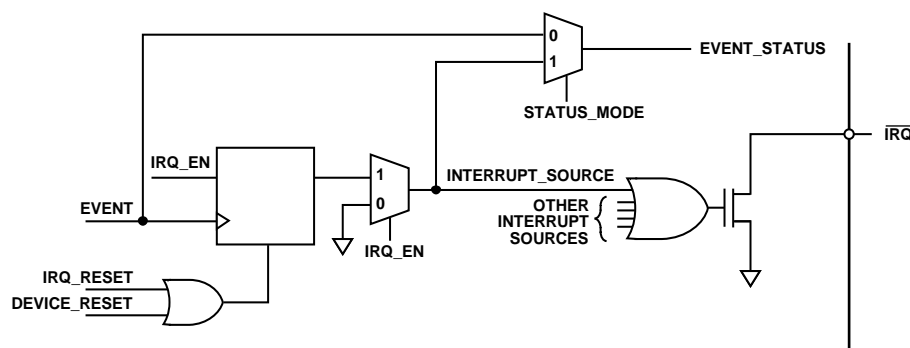 0
1
EVENT_STATUS
STATUS_MODE
IRQ
IRQ_EN
1
0
INTERRUPT_SOURCE
EVENT
OTHER
INTERRUPT
SOURCES
IRQ_EN
IRQ_RESET
DEVICE_RESET